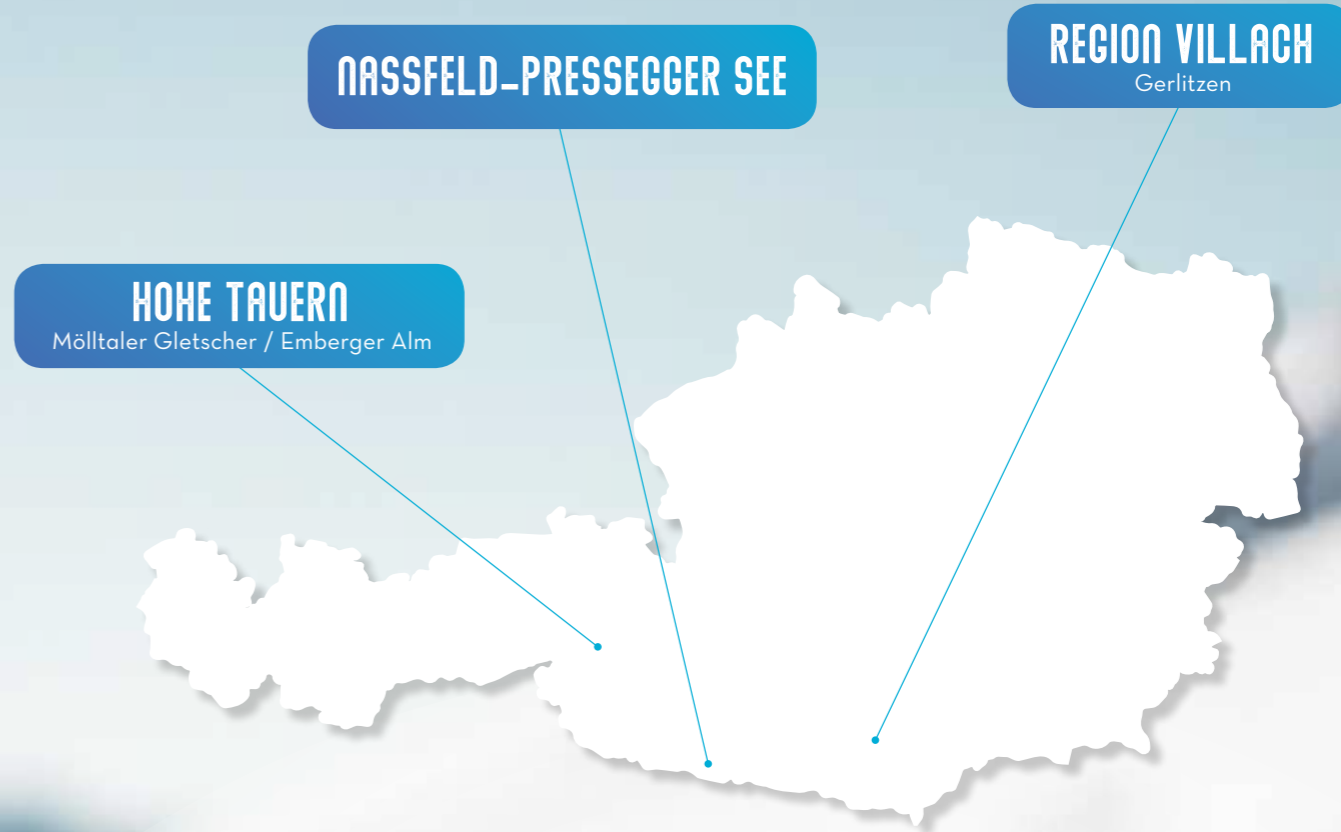 NASSFELD-PRESSEGGER SEE
REGION VILLACH
Gerlitzen
HOHE TAUERN
Mölltaler Gletscher / Emberger Alm